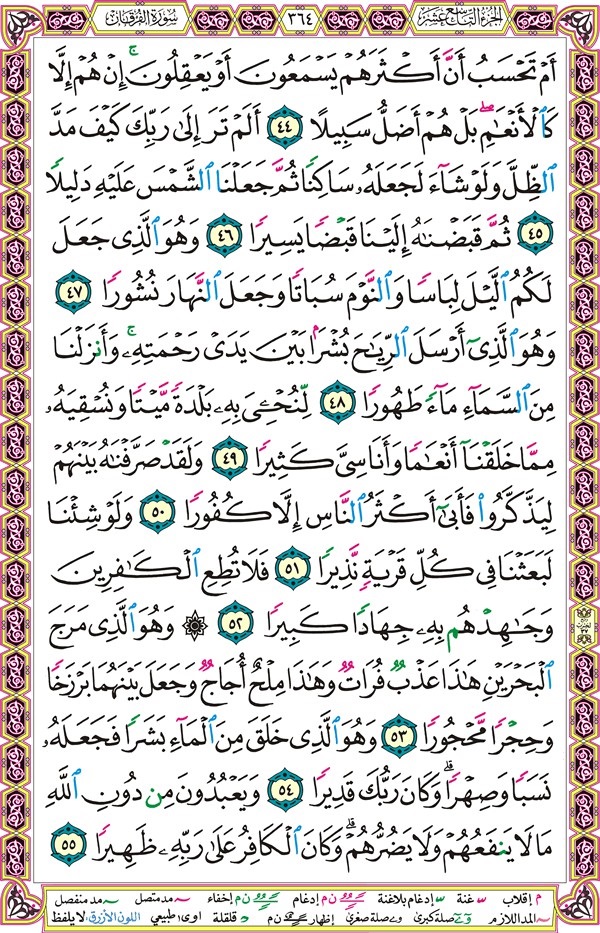 سورة الفرقان
٣٦٤
الجزء التاسع عشر
أَمْ تَحْسَبُ أَنَّ أَكْثَرَهُمْ يَسْمَعُونَ أَوْ يَعْقِلُونَ ۚ إِنْ هُمْ إِلَّا
كَٱلْأَنْعَٰمِ ۖ بَلْ هُمْ أَضَلُّ سَبِيلًا ٤٤ أَلَمْ تَرَ إِلَىٰ رَبِّكَ كَيْفَ مَدَّ
ٱلظِّلَّ وَلَوْ شَآءَ لَجَعَلَهُۥ سَاكِنًا ثُمَّ جَعَلْنَا ٱلشَّمْسَ عَلَيْهِ دَلِيلًا
٤٥ ثُمَّ قَبَضْنَٰهُ إِلَيْنَا قَبْضًا يَسِيرًا ٤٦ وَهُوَ ٱلَّذِى جَعَلَ
لَكُمُ ٱلَّيْلَ لِبَاسًا وَٱلنَّوْمَ سُبَاتًا وَجَعَلَ ٱلنَّهَارَ نُشُورًا ٤٧
وَهُوَ ٱلَّذِىٓ أَرْسَلَ ٱلرِّيَٰحَ بُشْرًۢا بَيْنَ يَدَىْ رَحْمَتِهِۦ ۚ وَأَنزَلْنَا
مِنَ ٱلسَّمَآءِ مَآءً طَهُورًا ٤٨ لِّنُحْـِۧىَ بِهِۦ بَلْدَةً مَّيْتًا وَنُسْقِيَهُۥ
مِمَّا خَلَقْنَآ أَنْعَٰمًا وَأَنَاسِىَّ كَثِيرًا ٤٩ وَلَقَدْ صَرَّفْنَٰهُ بَيْنَهُمْ
لِيَذَّكَّرُوا۟ فَأَبَىٰٓ أَكْثَرُ ٱلنَّاسِ إِلَّا كُفُورًا ٥٠ وَلَوْ شِئْنَا
لَبَعَثْنَا فِى كُلِّ قَرْيَةٍ نَّذِيرًا ٥١ فَلَا تُطِعِ ٱلْكَٰفِرِينَ
وَجَٰهِدْهُم بِهِۦ جِهَادًا كَبِيرًا ٥٢ ۞ وَهُوَ ٱلَّذِى مَرَجَ
ٱلْبَحْرَيْنِ هَٰذَا عَذْبٌ فُرَاتٌ وَهَٰذَا مِلْحٌ أُجَاجٌ وَجَعَلَ بَيْنَهُمَا بَرْزَخًا
وَحِجْرًا مَّحْجُورًا ٥٣ وَهُوَ ٱلَّذِى خَلَقَ مِنَ ٱلْمَآءِ بَشَرًا فَجَعَلَهُۥ
نَسَبًا وَصِهْرًا ۗ وَكَانَ رَبُّكَ قَدِيرًا ٥٤ وَيَعْبُدُونَ مِن دُونِ ٱللَّهِ
مَا لَا يَنفَعُهُمْ وَلَا يَضُرُّهُمْ ۗ وَكَانَ ٱلْكَافِرُ عَلَىٰ رَبِّهِۦ ظَهِيرًا ٥٥
م إقلاب غنة إدغام بلاغنة ن م إدغام ن م إخفاء مد متصل مد منفصل
المد اللازم صلة كبرى صلة صغرى إظهار ن م قلقلة اوى: طبيعي اللون الأزرق: لا يلفظ